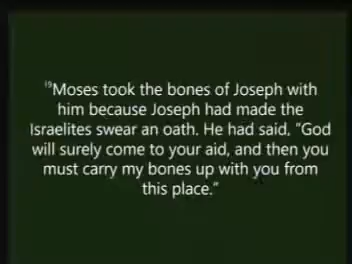 ¹⁹Moses took the bones of Joseph with
him because Joseph had made the
Israelites swear an oath. He had said, "God
will surely come to your aid, and then you
must carry my bones up with you from
this place."